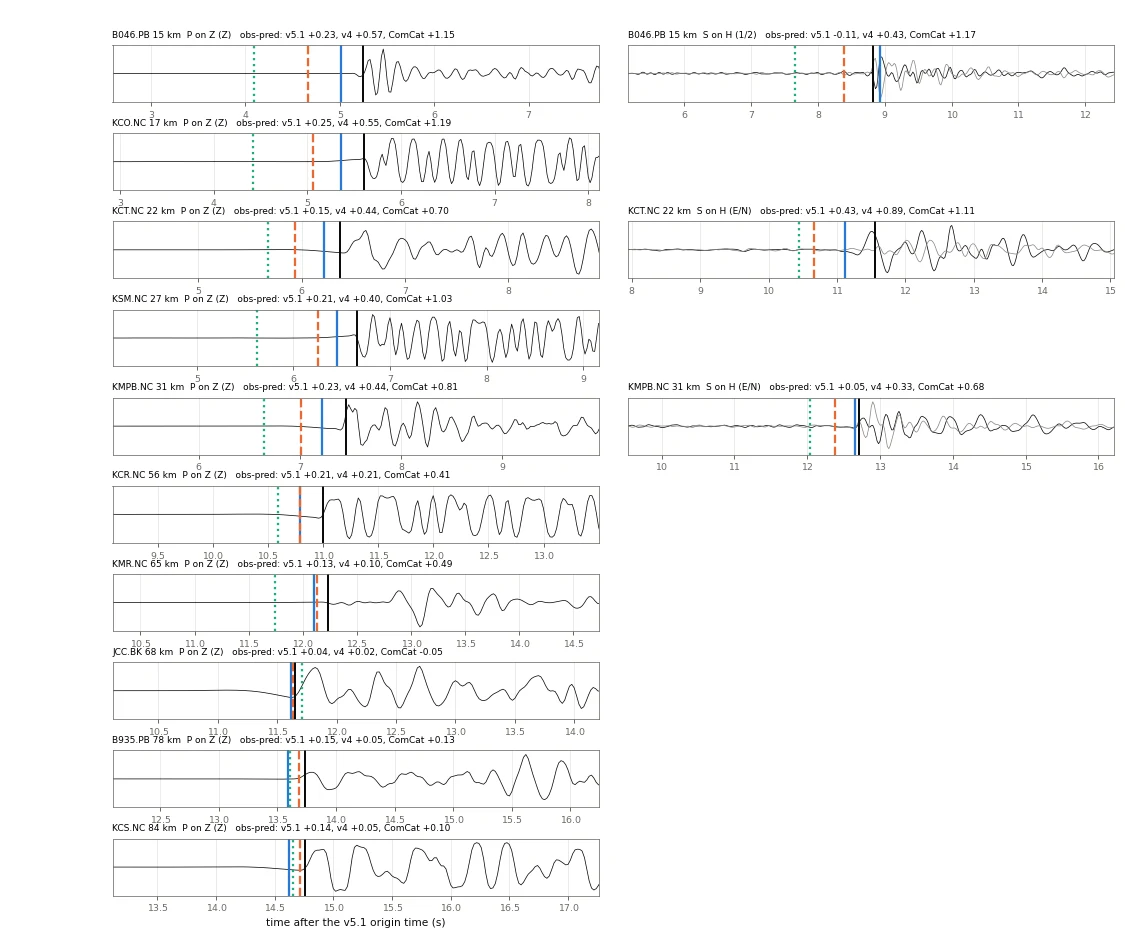 B046.PB 15 km P on Z (Z) obs-pred: v5.1 +0.23, v4 +0.57, ComCat +1.15
3 4 5 6 7
B046.PB 15 km S on H (1/2) obs-pred: v5.1 -0.11, v4 +0.43, ComCat +1.17
6 7 8 9 10 11 12
KCO.NC 17 km P on Z (Z) obs-pred: v5.1 +0.25, v4 +0.55, ComCat +1.19
3 4 5 6 7 8
KCT.NC 22 km P on Z (Z) obs-pred: v5.1 +0.15, v4 +0.44, ComCat +0.70
5 6 7 8
KCT.NC 22 km S on H (E/N) obs-pred: v5.1 +0.43, v4 +0.89, ComCat +1.11
8 9 10 11 12 13 14 15
KSM.NC 27 km P on Z (Z) obs-pred: v5.1 +0.21, v4 +0.40, ComCat +1.03
5 6 7 8 9
KMPB.NC 31 km P on Z (Z) obs-pred: v5.1 +0.23, v4 +0.44, ComCat +0.81
6 7 8 9
KMPB.NC 31 km S on H (E/N) obs-pred: v5.1 +0.05, v4 +0.33, ComCat +0.68
10 11 12 13 14 15 16
KCR.NC 56 km P on Z (Z) obs-pred: v5.1 +0.21, v4 +0.21, ComCat +0.41
9.5 10.0 10.5 11.0 11.5 12.0 12.5 13.0
KMR.NC 65 km P on Z (Z) obs-pred: v5.1 +0.13, v4 +0.10, ComCat +0.49
10.5 11.0 11.5 12.0 12.5 13.0 13.5 14.0 14.5
JCC.BK 68 km P on Z (Z) obs-pred: v5.1 +0.04, v4 +0.02, ComCat -0.05
10.5 11.0 11.5 12.0 12.5 13.0 13.5 14.0
B935.PB 78 km P on Z (Z) obs-pred: v5.1 +0.15, v4 +0.05, ComCat +0.13
12.5 13.0 13.5 14.0 14.5 15.0 15.5 16.0
KCS.NC 84 km P on Z (Z) obs-pred: v5.1 +0.14, v4 +0.05, ComCat +0.10
13.5 14.0 14.5 15.0 15.5 16.0 16.5 17.0
time after the v5.1 origin time (s)